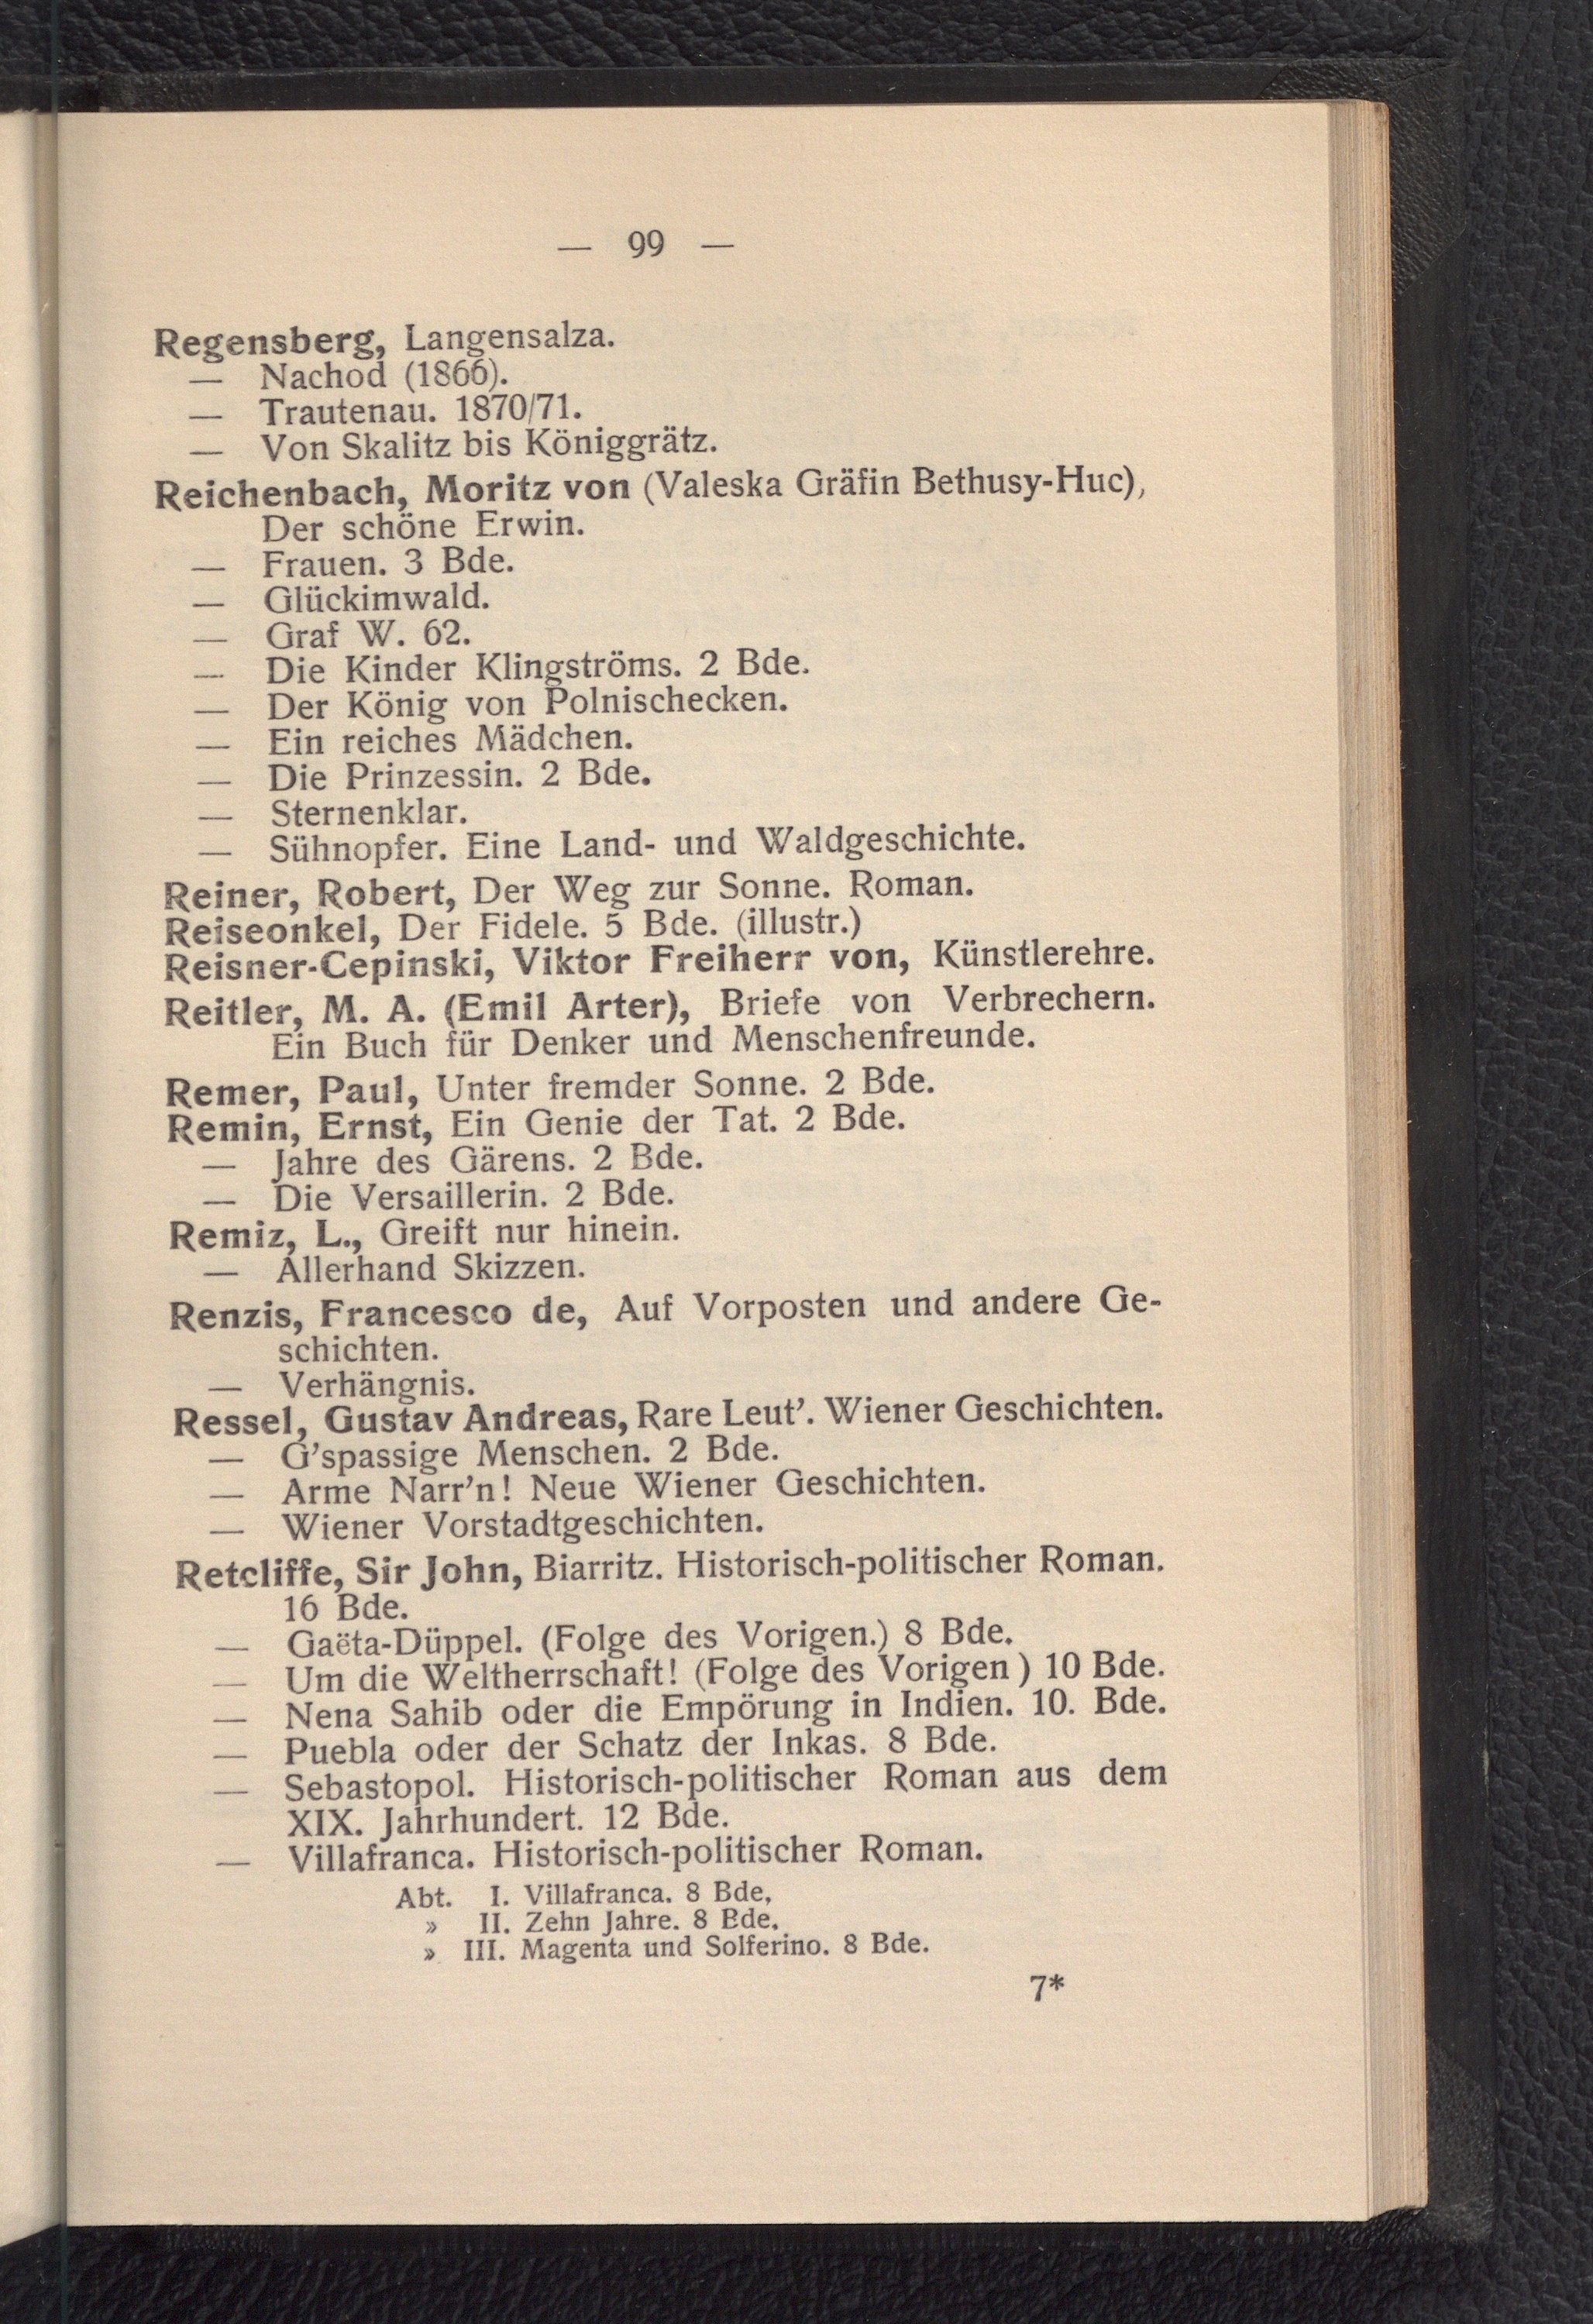 — 99 —
Regensberg, Langensalza.
— Nachod (1866).
— Trautenau. 1870/71.
— Von Skalitz bis Königgrätz.
Reichenbach, Moritz von (Valeska Gräfin Bethusy-Huc),
Der schöne Erwin.
— Frauen. 3 Bde.
— Glückimwald.
— Graf W. 62.
— Die Kinder Klingströms. 2 Bde.
— Der König von Polnischecken.
— Ein reiches Mädchen.
— Die Prinzessin. 2 Bde.
— Sternenklar.
— Sühnopfer. Eine Land- und Waldgeschichte.
Reiner, Robert, Der Weg zur Sonne. Roman.
Reiseonkel, Der Fidele. 5 Bde. (illustr.)
Reisner-Cepinski, Viktor Freiherr von, Künstlerehre.
Reitler, M. A. (Emil Arter), Briefe von Verbrechern.
Ein Buch für Denker und Menschenfreunde.
Remer, Paul, Unter fremder Sonne. 2 Bde.
Remin, Ernst, Ein Genie der Tat. 2 Bde.
— Jahre des Gärens. 2 Bde.
— Die Versaillerin. 2 Bde.
Remiz, L., Greift nur hinein.
— Allerhand Skizzen.
Renzis, Francesco de, Auf Vorposten und andere Ge-
schichten.
— Verhängnis.
Ressel, Gustav Andreas, Rare Leut'. Wiener Geschichten.
— G'spassige Menschen. 2 Bde.
— Arme Narr'n! Neue Wiener Geschichten.
— Wiener Vorstadtgeschichten.
Retcliffe, Sir John, Biarritz. Historisch-politischer Roman.
16 Bde.
— Gaëta-Düppel. (Folge des Vorigen.) 8 Bde.
— Um die Weltherrschaft! (Folge des Vorigen ) 10 Bde.
— Nena Sahib oder die Empörung in Indien. 10. Bde.
— Puebla oder der Schatz der Inkas. 8 Bde.
— Sebastopol. Historisch-politischer Roman aus dem
XIX. Jahrhundert. 12 Bde.
— Villafranca. Historisch-politischer Roman.
Abt. I. Villafranca. 8 Bde,
» II. Zehn Jahre. 8 Bde.
» III. Magenta und Solferino. 8 Bde.
7*